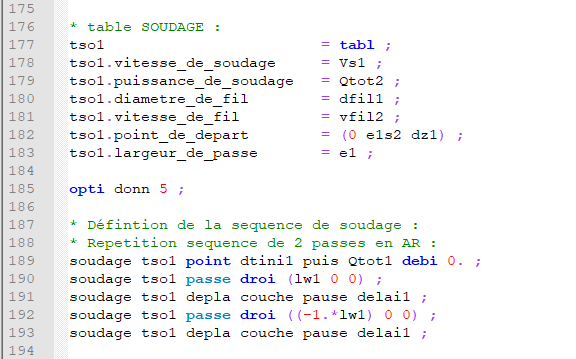 175
176 * table SOUDAGE :
177 tso1 = tabl ;
178 tso1.vitesse_de_soudage = Vs1 ;
179 tso1.puissance_de_soudage = Qtot2 ;
180 tso1.diametre_de_fil = dfil1 ;
181 tso1.vitesse_de_fil = vfil2 ;
182 tso1.point_de_depart = (0 e1s2 dz1) ;
183 tso1.largeur_de_passe = e1 ;
184
185 opti donn 5 ;
186
187 * Défintion de la sequence de soudage :
188 * Repetition sequence de 2 passes en AR :
189 soudage tso1 point dtini1 puis Qtot1 debi 0. ;
190 soudage tso1 passe droi (lw1 0 0) ;
191 soudage tso1 depla couche pause delai1 ;
192 soudage tso1 passe droi ((-1.*lw1) 0 0) ;
193 soudage tso1 depla couche pause delai1 ;
194